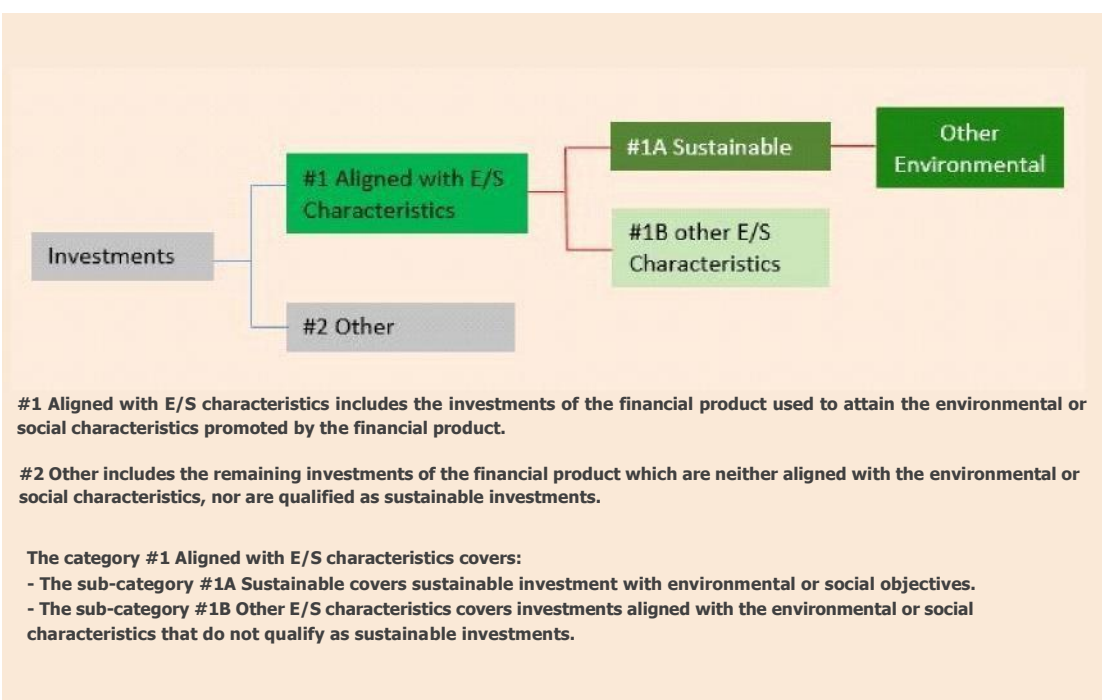 Investments
#1 Aligned with E/S
Characteristics
#2 Other
#1A Sustainable
#1B other E/S
Characteristics
Other
Environmental
#1 Aligned with E/S characteristics includes the investments of the financial product used to attain the environmental or
social characteristics promoted by the financial product.
#2 Other includes the remaining investments of the financial product which are neither aligned with the environmental or
social characteristics, nor are qualified as sustainable investments.
The category #1 Aligned with E/S characteristics covers:
- The sub-category #1A Sustainable covers sustainable investment with environmental or social objectives.
- The sub-category #1B Other E/S characteristics covers investments aligned with the environmental or social
characteristics that do not qualify as sustainable investments.